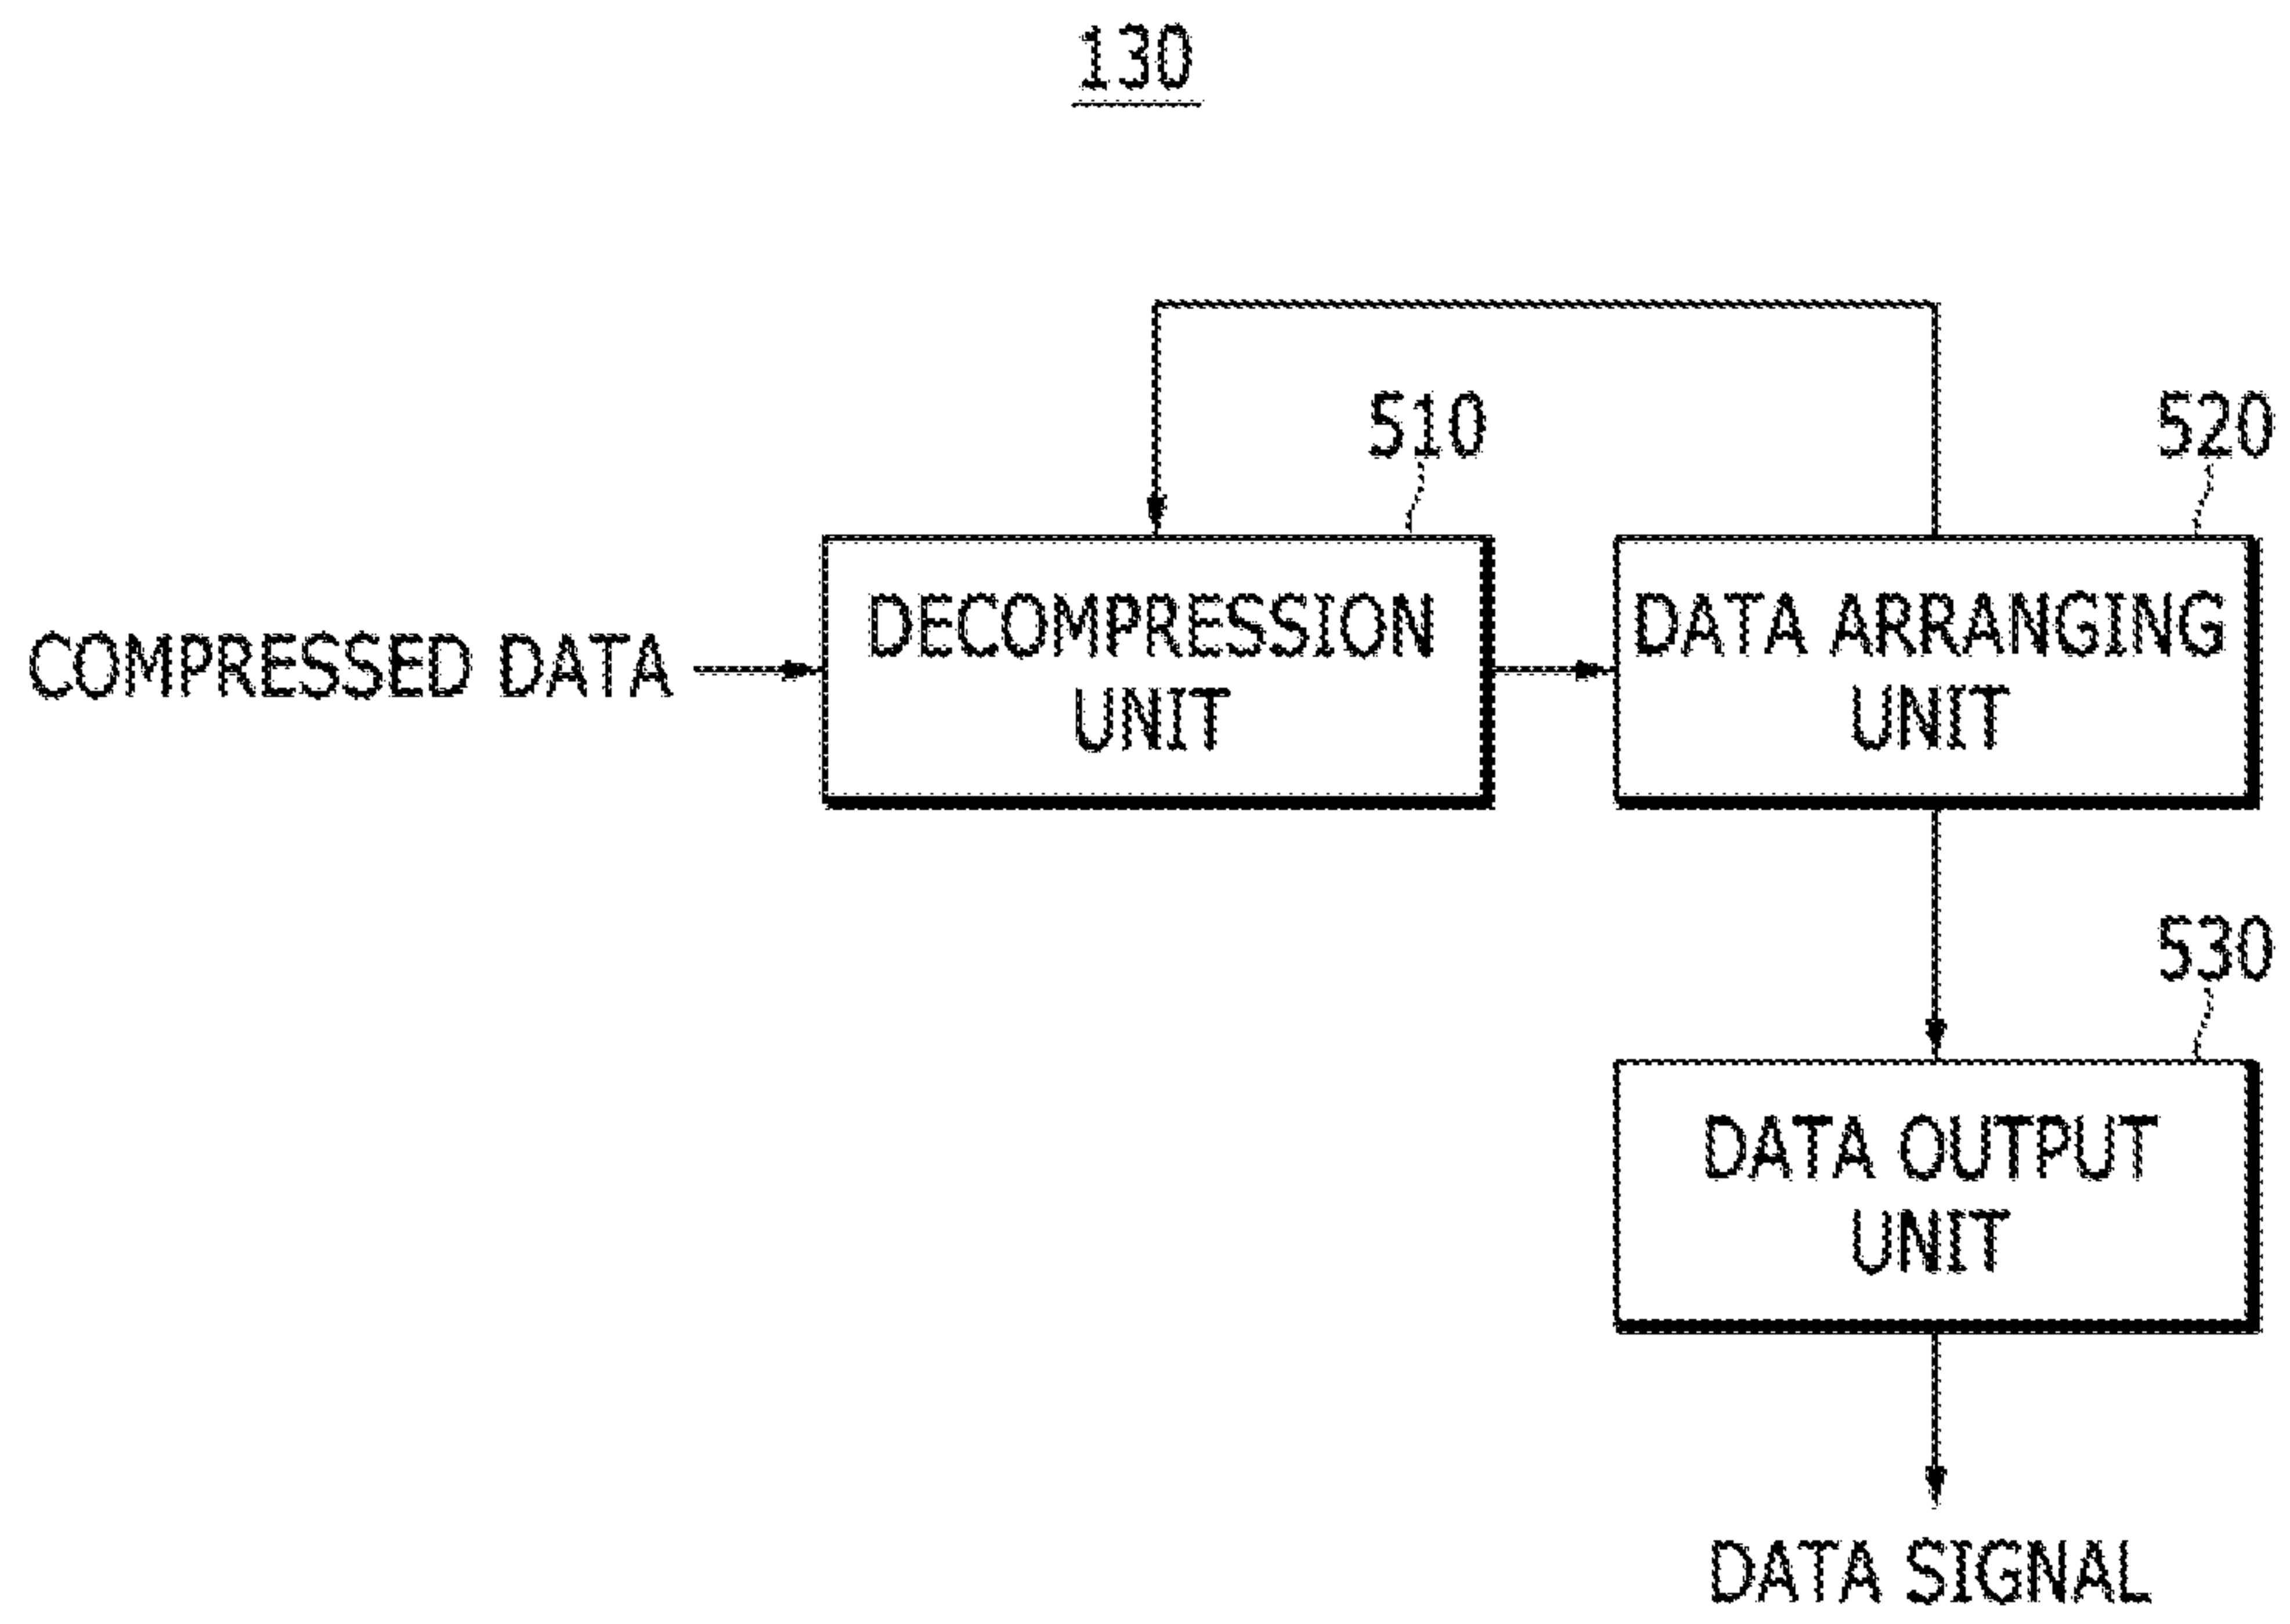 130
510
520
COMPRESSED DATA
DECOMPRESSION
UNIT
DATA ARRANGING
UNIT
530
DATA OUTPUT
UNIT
DATA SIGNAL